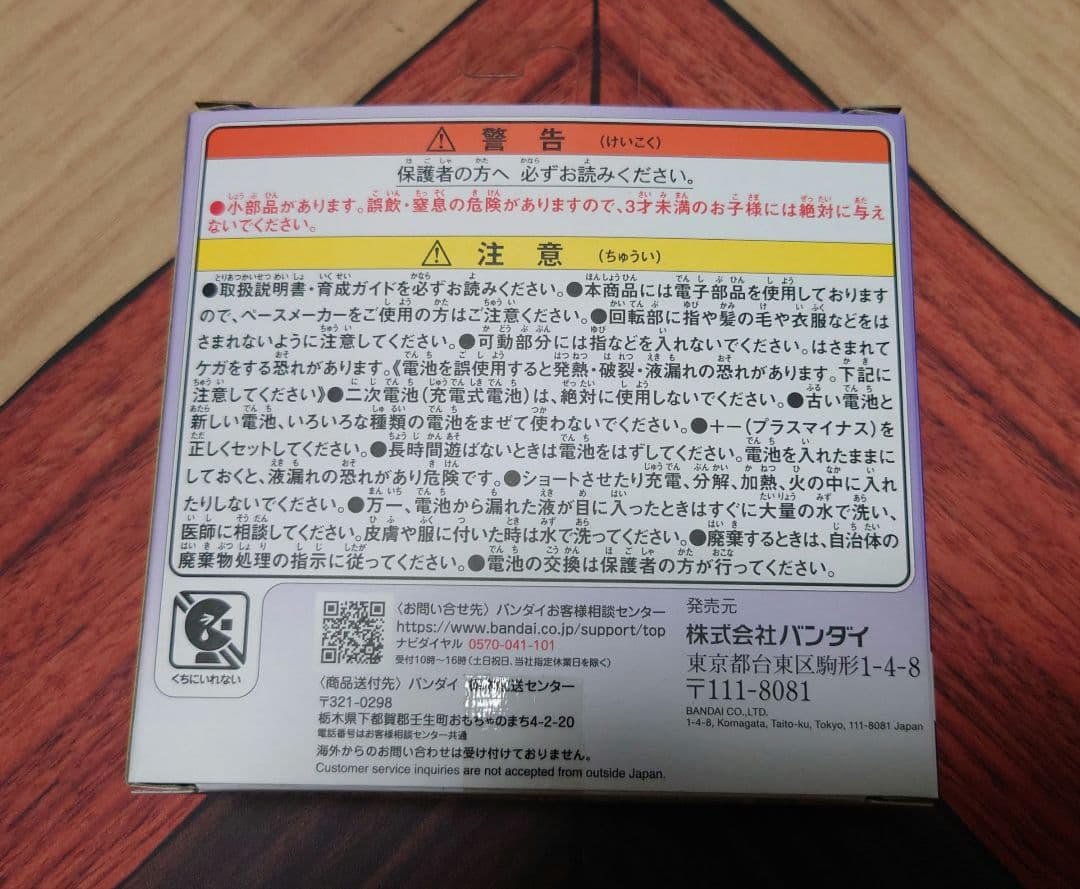 警告 (けいこく)
保護者の方へ 必ずお読みください。
●小部品があります。誤飲・窒息の危険がありますので、3才未満のお子様には絶対に与え
ないでください。
注意 (ちゅうい)
●取扱説明書・育成ガイドを必ずお読みください。●本商品には電子部品を使用しております
ので、ペースメーカーをご使用の方はご注意ください。●回転部に指や髪の毛や衣服などをは
さまれないように注意してください。●可動部分には指などを入れないでください。はさまれて
ケガをする恐れがあります。《電池を誤使用すると発熱・破裂・液漏れの恐れがあります。下記に
注意してください》●二次電池(充電式電池)は、絶対に使用しないでください。●古い電池と
新しい電池、いろいろな種類の電池をまぜて使わないでください。●+-(プラスマイナス)を
正しくセットしてください。●長時間遊ばないときは電池をはずしてください。電池を入れたままに
しておくと、液漏れの恐れがあり危険です。●ショートさせたり充電、分解、加熱、火の中に入れ
たりしないでください。●万一、電池から漏れた液が目に入ったときはすぐに大量の水で洗い、
医師に相談してください。皮膚や服に付いた時は水で洗ってください。●廃棄するときは、自治体の
廃棄物処理の指示に従ってください。●電池の交換は保護者の方が行ってください。
くちにいれない
〈お問い合せ先〉バンダイお客様相談センター
https://www.bandai.co.jp/support/top
ナビダイヤル 0570-041-101
受付10時〜16時(土日祝日、当社指定休業日を除く)
〈商品送付先〉バンダイ 送センター
〒321-0298
栃木県下都賀郡壬生町おもちゃのまち4-2-20
電話番号はお客様相談センター共通
海外からのお問い合わせは受け付けておりません。
Customer service inquiries are not accepted from outside Japan.
発売元
株式会社バンダイ
東京都台東区駒形1-4-8
〒111-8081
BANDAI CO.,LTD.
1-4-8, Komagata, Taito-ku, Tokyo, 111-8081 Japan